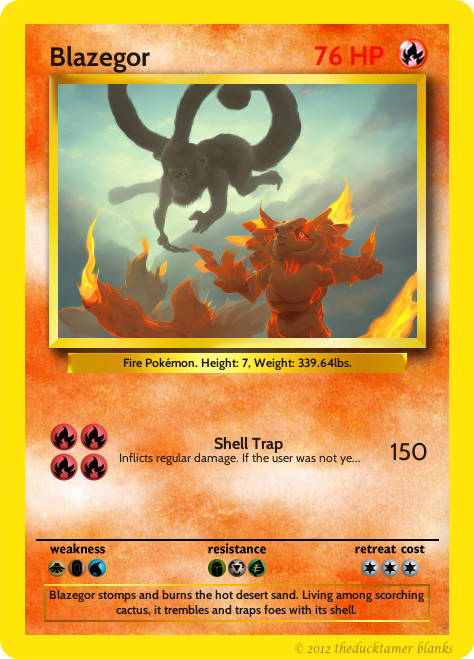 Blazegor 76 HP
Fire Pokémon. Height: 7, Weight: 339.64lbs.
Shell Trap
Inflicts regular damage. If the user was not ye...
150
weakness resistance retreat cost
Blazegor stomps and burns the hot desert sand. Living among scorching
cactus, it trembles and traps foes with its shell.
© 2012 theducktamer blanks